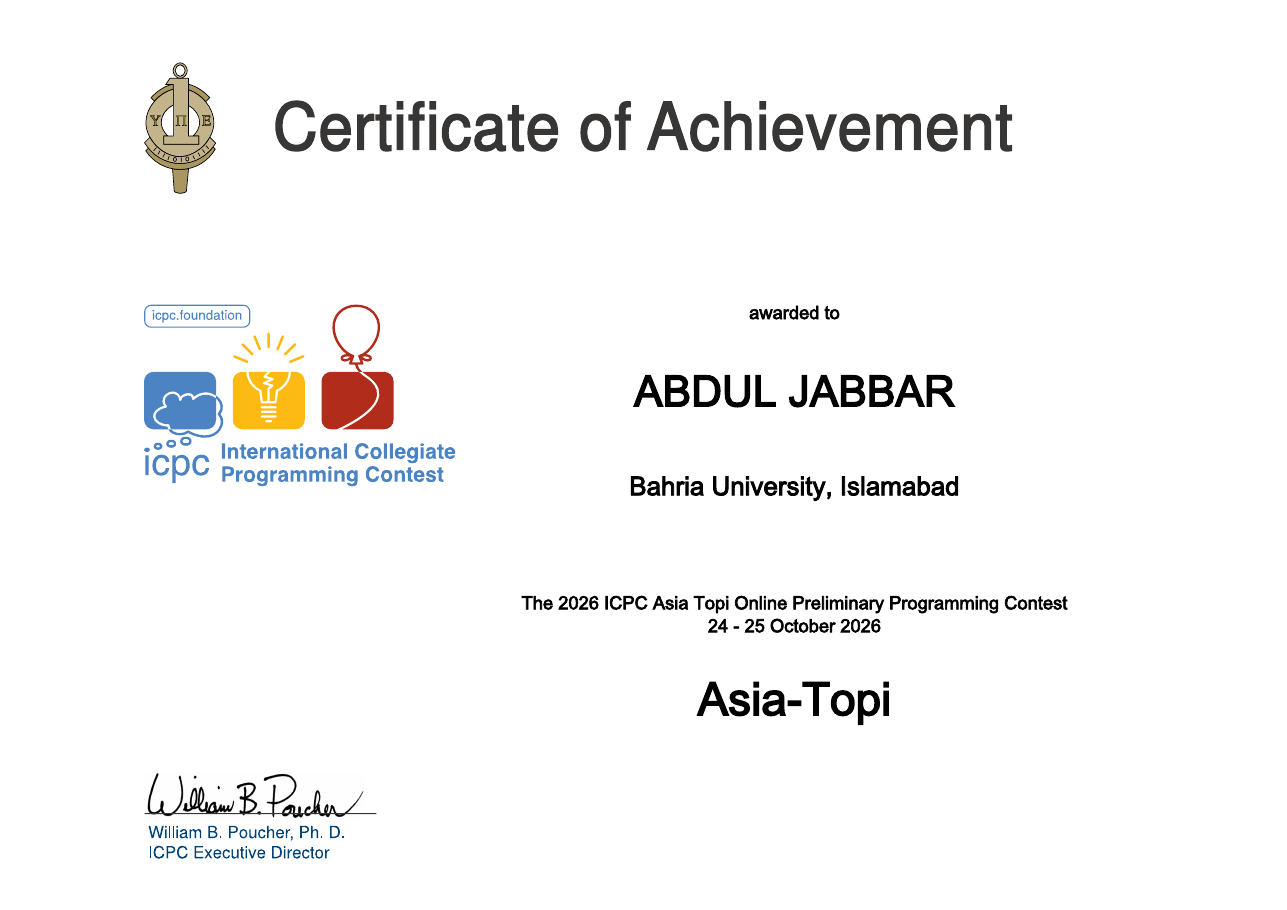 Certificate of Achievement
Υ Π Ε
icpc.foundation
icpc
International Collegiate
Programming Contest
awarded to
ABDUL JABBAR
Bahria University, Islamabad
The 2026 ICPC Asia Topi Online Preliminary Programming Contest
24 - 25 October 2026
Asia-Topi
William B. Poucher
William B. Poucher, Ph. D.
ICPC Executive Director